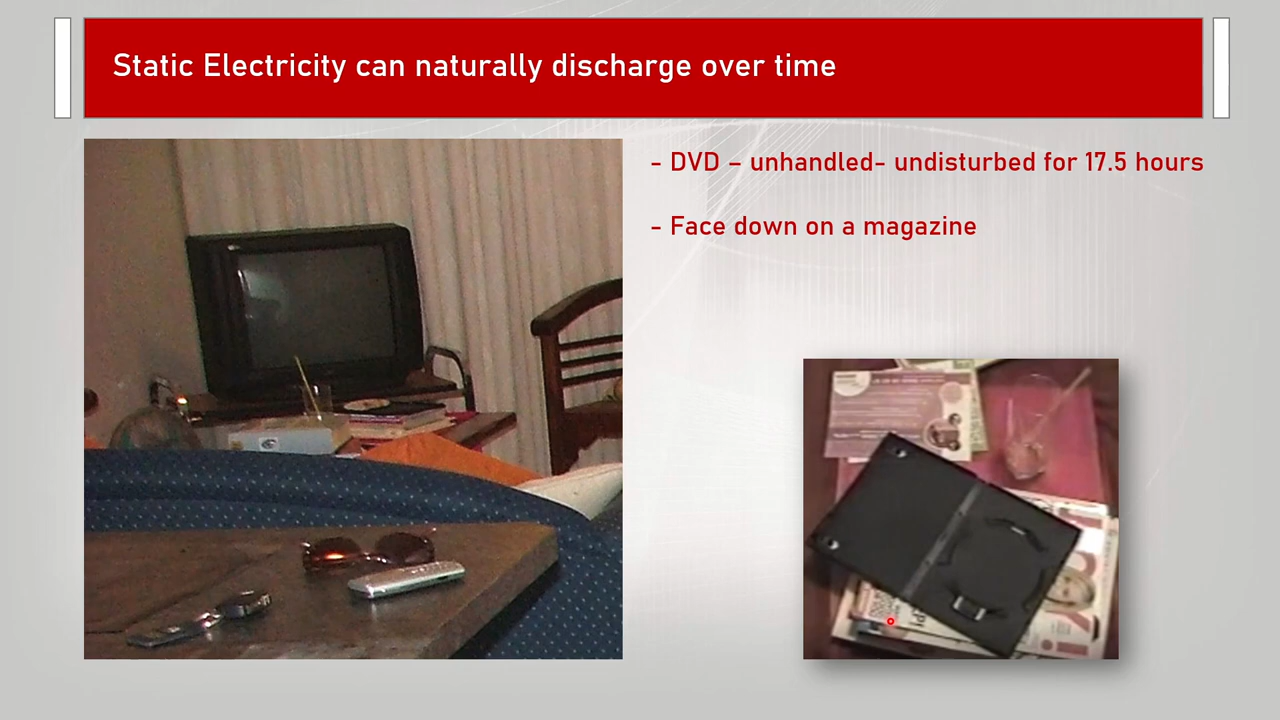 Static Electricity can naturally discharge over time
- DVD – unhandled- undisturbed for 17.5 hours
- Face down on a magazine